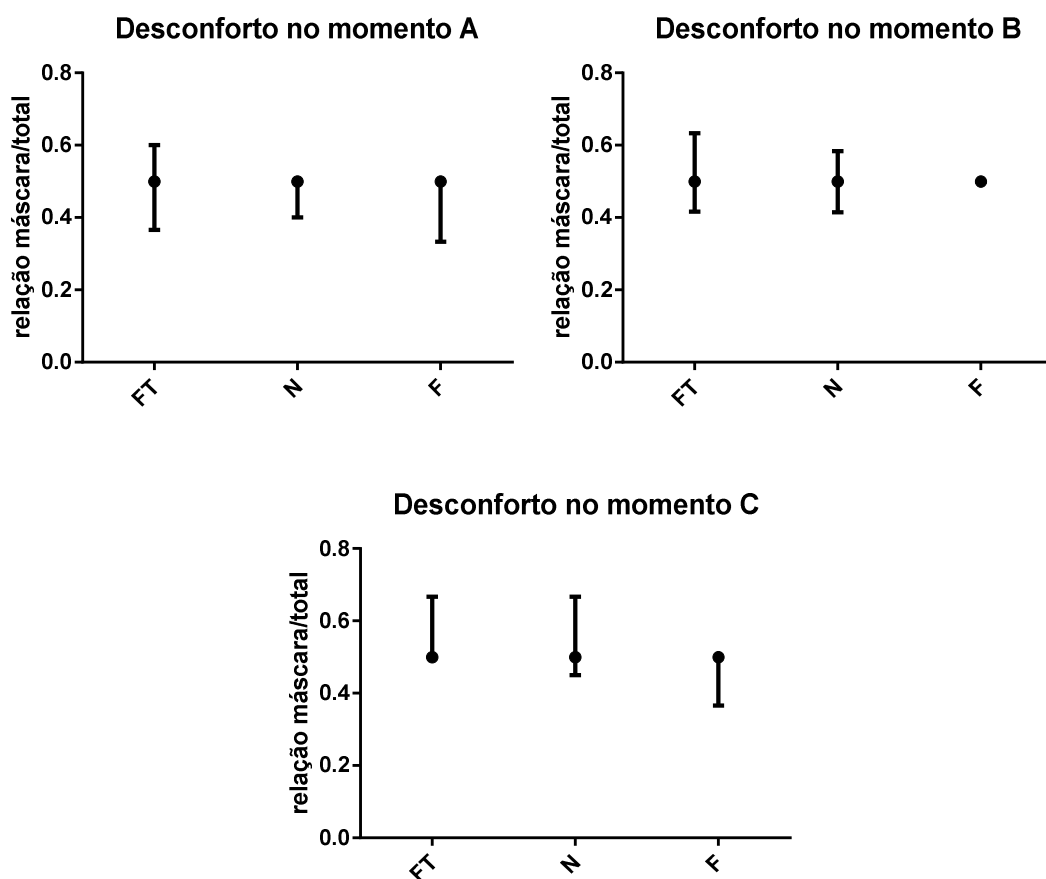 Desconforto no momento A
relação máscara/total
0.8
0.6
0.4
0.2
0.0
FT
N
F
Desconforto no momento B
relação máscara/total
0.8
0.6
0.4
0.2
0.0
FT
N
F
Desconforto no momento C
relação máscara/total
0.8
0.6
0.4
0.2
0.0
FT
N
F